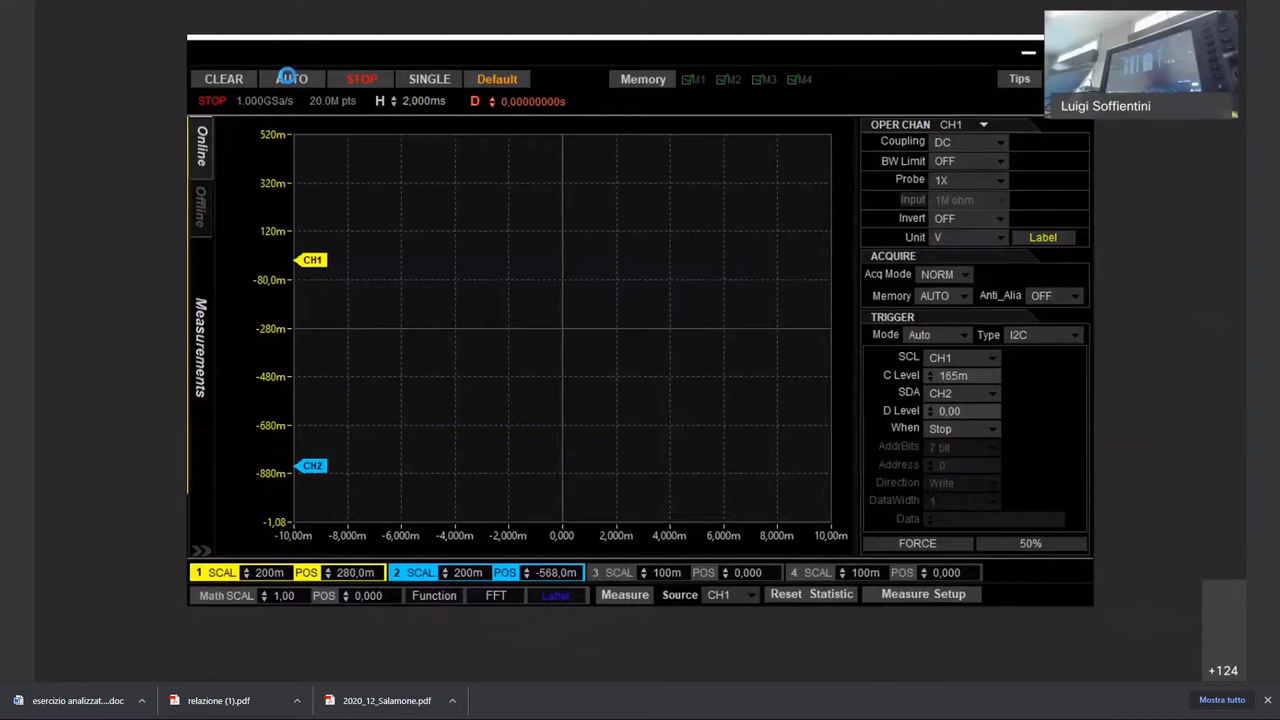 CLEAR AUTO STOP SINGLE Default Memory M1 M2 M3 M4 Tips
STOP 1.000GSa/s 20.0M pts H 2,000ms D 0,00000000s
Luigi Soffientini
Online
Offline
Measurements
520m
320m
120m
-80,0m
-280m
-480m
-680m
-880m
-1,08
CH1
CH2
-10,00m -8,000m -6,000m -4,000m -2,000m 0,000 2,000m 4,000m 6,000m 8,000m 10,00m
OPER CHAN CH1
Coupling DC
BW Limit OFF
Probe 1X
Input 1M ohm
Invert OFF
Unit V Label
ACQUIRE
Acq Mode NORM
Memory AUTO Anti_Alia OFF
TRIGGER
Mode Auto Type I2C
SCL CH1
C Level 165m
SDA CH2
D Level 0,00
When Stop
AddrBits 7 bit
Address 0
Direction Write
DataWidth 1
Data
FORCE 50%
1 SCAL 200m POS 280,0m 2 SCAL 200m POS -568,0m 3 SCAL 100m POS 0,000 4 SCAL 100m POS 0,000
Math SCAL 1,00 POS 0,000 Function FFT Label Measure Source CH1 Reset Statistic Measure Setup
+124
esercizio analizzat....doc relazione (1).pdf 2020_12_Salamone.pdf Mostra tutto